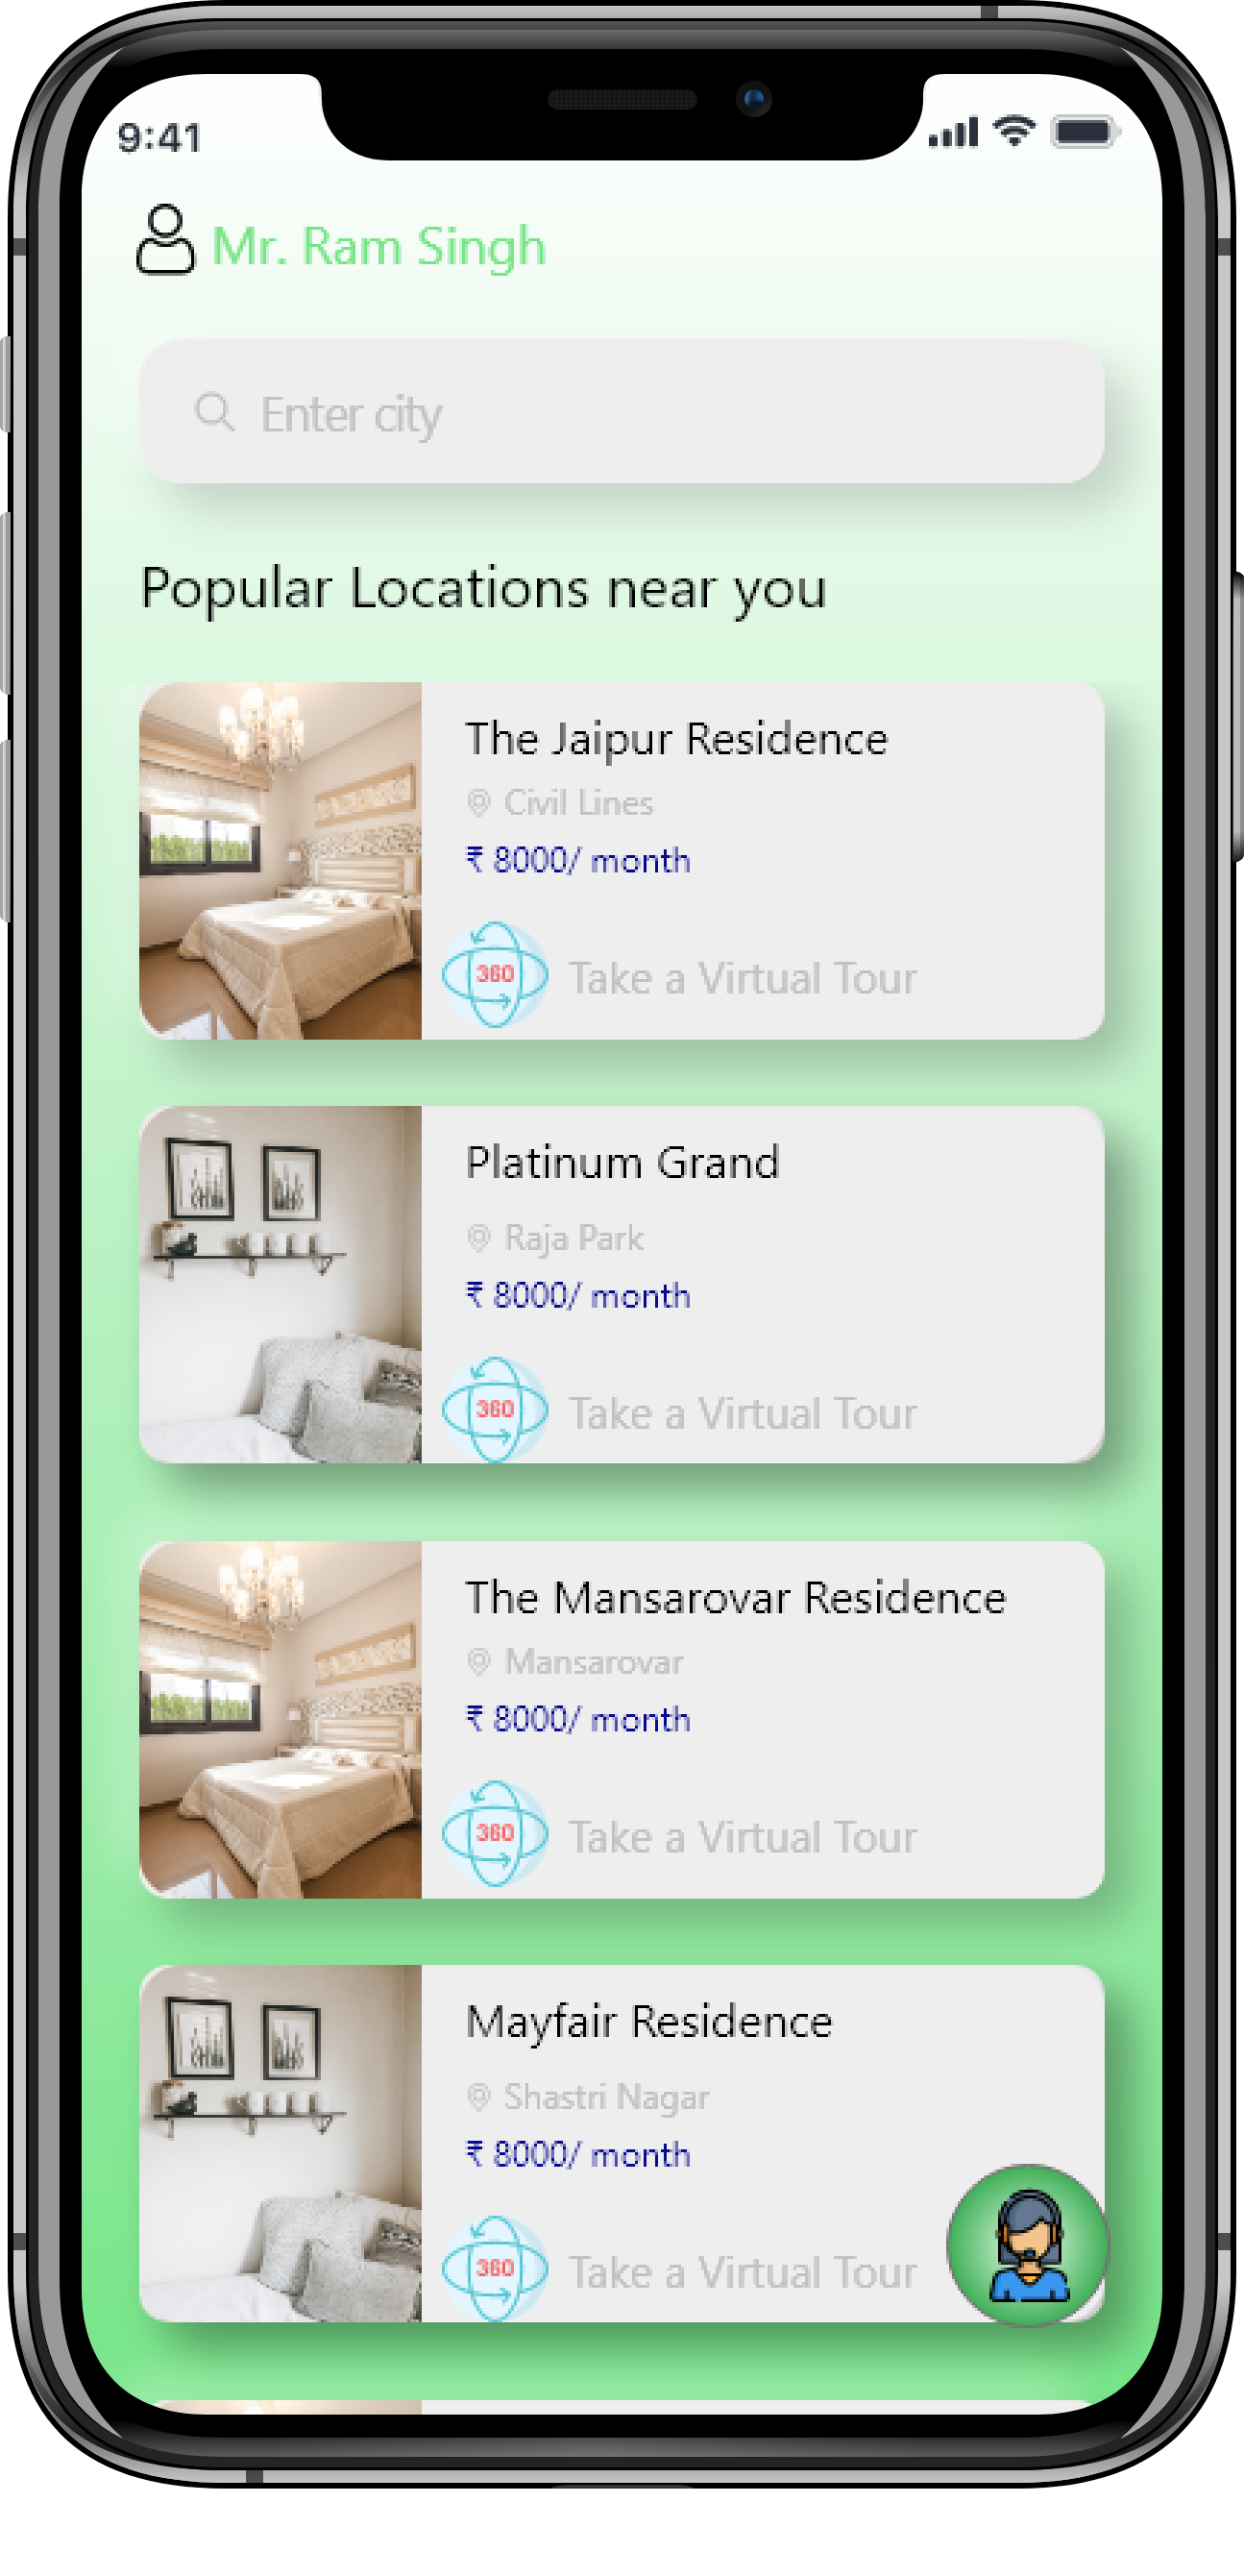 9:41
Mr. Ram Singh
Enter city
Popular Locations near you
The Jaipur Residence
Civil Lines
₹ 8000/ month
360 Take a Virtual Tour
Platinum Grand
Raja Park
₹ 8000/ month
360 Take a Virtual Tour
The Mansarovar Residence
Mansarovar
₹ 8000/ month
360 Take a Virtual Tour
Mayfair Residence
Shastri Nagar
₹ 8000/ month
360 Take a Virtual Tour